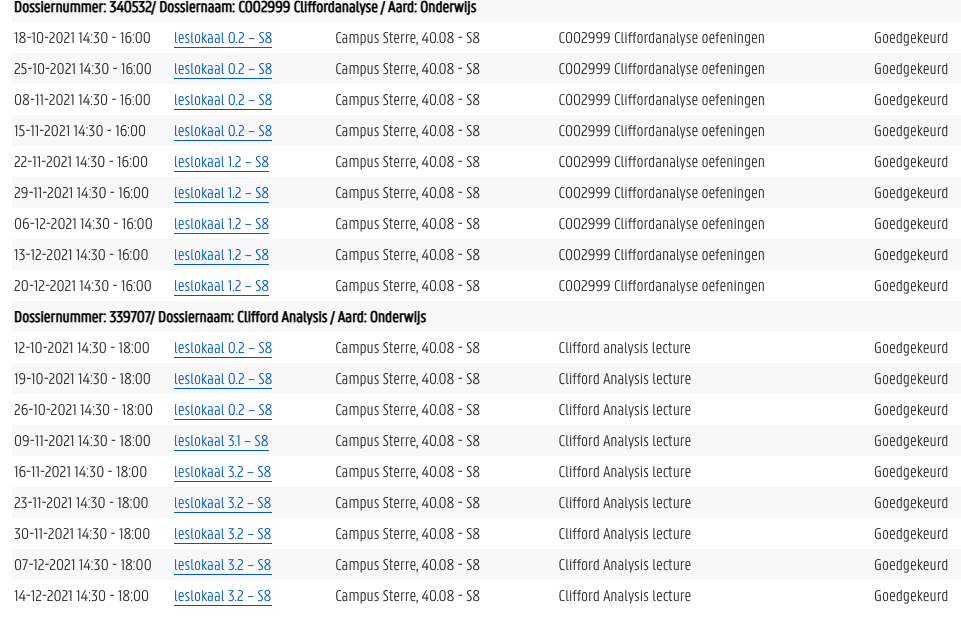 Dossiernummer: 340532/ Dossiernaam: C002999 Cliffordanalyse / Aard: Onderwijs
18-10-2021 14:30 - 16:00 leslokaal 0.2 – S8 Campus Sterre, 40.08 - S8 C002999 Cliffordanalyse oefeningen Goedgekeurd
25-10-2021 14:30 - 16:00 leslokaal 0.2 – S8 Campus Sterre, 40.08 - S8 C002999 Cliffordanalyse oefeningen Goedgekeurd
08-11-2021 14:30 - 16:00 leslokaal 0.2 – S8 Campus Sterre, 40.08 - S8 C002999 Cliffordanalyse oefeningen Goedgekeurd
15-11-2021 14:30 - 16:00 leslokaal 0.2 – S8 Campus Sterre, 40.08 - S8 C002999 Cliffordanalyse oefeningen Goedgekeurd
22-11-2021 14:30 - 16:00 leslokaal 1.2 – S8 Campus Sterre, 40.08 - S8 C002999 Cliffordanalyse oefeningen Goedgekeurd
29-11-2021 14:30 - 16:00 leslokaal 1.2 – S8 Campus Sterre, 40.08 - S8 C002999 Cliffordanalyse oefeningen Goedgekeurd
06-12-2021 14:30 - 16:00 leslokaal 1.2 – S8 Campus Sterre, 40.08 - S8 C002999 Cliffordanalyse oefeningen Goedgekeurd
13-12-2021 14:30 - 16:00 leslokaal 1.2 – S8 Campus Sterre, 40.08 - S8 C002999 Cliffordanalyse oefeningen Goedgekeurd
20-12-2021 14:30 - 16:00 leslokaal 1.2 – S8 Campus Sterre, 40.08 - S8 C002999 Cliffordanalyse oefeningen Goedgekeurd
Dossiernummer: 339707/ Dossiernaam: Clifford Analysis / Aard: Onderwijs
12-10-2021 14:30 - 18:00 leslokaal 0.2 – S8 Campus Sterre, 40.08 - S8 Clifford analysis lecture Goedgekeurd
19-10-2021 14:30 - 18:00 leslokaal 0.2 – S8 Campus Sterre, 40.08 - S8 Clifford Analysis lecture Goedgekeurd
26-10-2021 14:30 - 18:00 leslokaal 0.2 – S8 Campus Sterre, 40.08 - S8 Clifford Analysis lecture Goedgekeurd
09-11-2021 14:30 - 18:00 leslokaal 3.1 – S8 Campus Sterre, 40.08 - S8 Clifford Analysis lecture Goedgekeurd
16-11-2021 14:30 - 18:00 leslokaal 3.2 – S8 Campus Sterre, 40.08 - S8 Clifford Analysis lecture Goedgekeurd
23-11-2021 14:30 - 18:00 leslokaal 3.2 – S8 Campus Sterre, 40.08 - S8 Clifford Analysis lecture Goedgekeurd
30-11-2021 14:30 - 18:00 leslokaal 3.2 – S8 Campus Sterre, 40.08 - S8 Clifford Analysis lecture Goedgekeurd
07-12-2021 14:30 - 18:00 leslokaal 3.2 – S8 Campus Sterre, 40.08 - S8 Clifford Analysis lecture Goedgekeurd
14-12-2021 14:30 - 18:00 leslokaal 3.2 – S8 Campus Sterre, 40.08 - S8 Clifford Analysis lecture Goedgekeurd